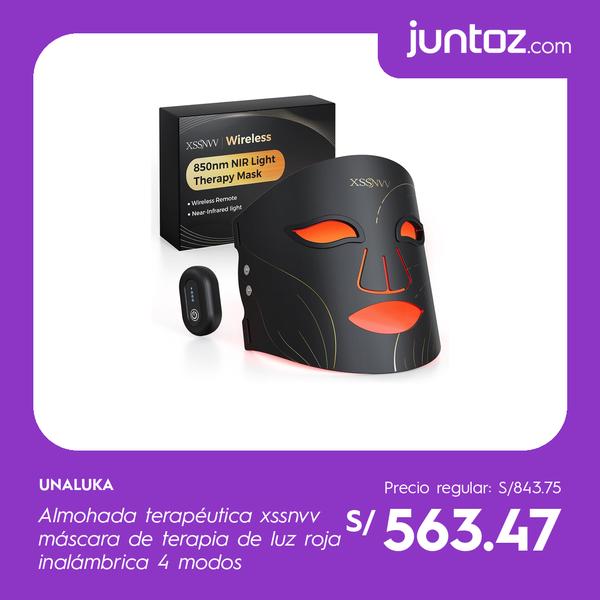 juntoz.com
XSSNVV | Wireless
850nm NIR Light
Therapy Mask
• Wireless Remote
• Near-Infrared light
XSSNVV
UNALUKA
Almohada terapéutica xssnvv
máscara de terapia de luz roja
inalámbrica 4 modos
Precio regular: S/843.75
S/ 563.47